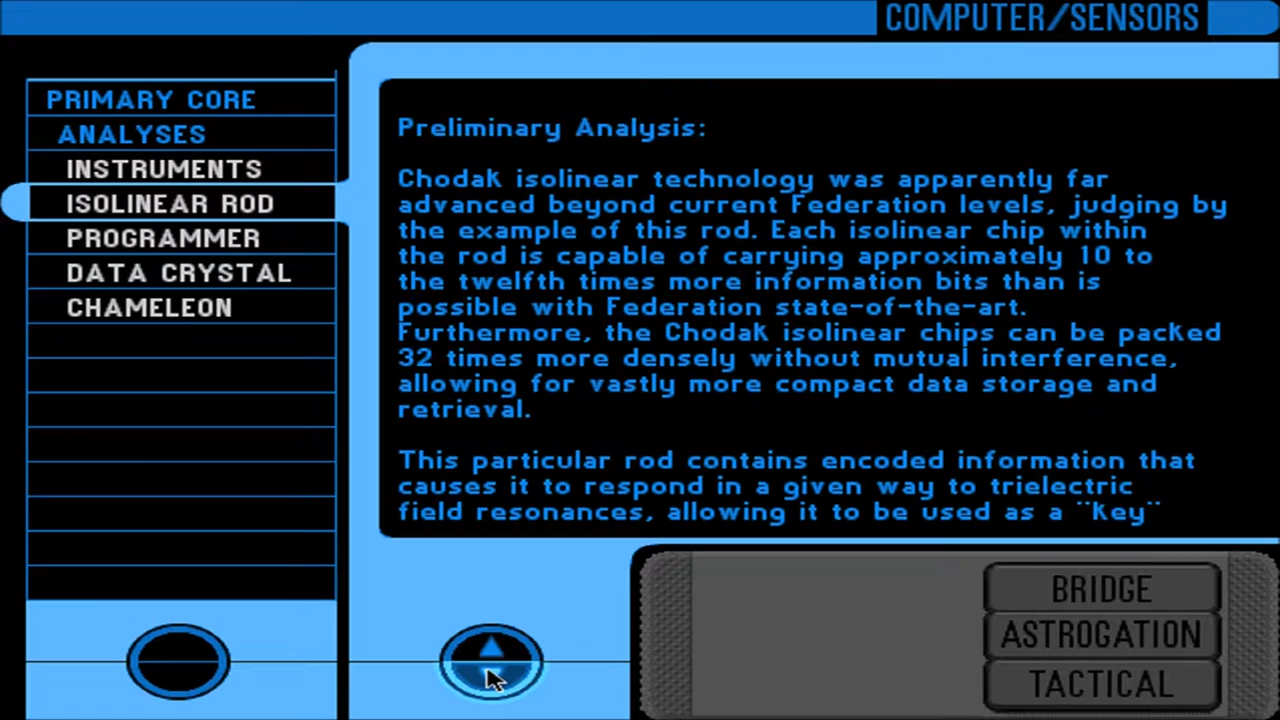 COMPUTER/SENSORS
PRIMARY CORE
ANALYSES
INSTRUMENTS
ISOLINEAR ROD
PROGRAMMER
DATA CRYSTAL
CHAMELEON
Preliminary Analysis:
Chodak isolinear technology was apparently far
advanced beyond current Federation levels, judging by
the example of this rod. Each isolinear chip within
the rod is capable of carrying approximately 10 to
the twelfth times more information bits than is
possible with Federation state-of-the-art.
Furthermore, the Chodak isolinear chips can be packed
32 times more densely without mutual interference,
allowing for vastly more compact data storage and
retrieval.
This particular rod contains encoded information that
causes it to respond in a given way to trielectric
field resonances, allowing it to be used as a "key"
BRIDGE
ASTROGATION
TACTICAL